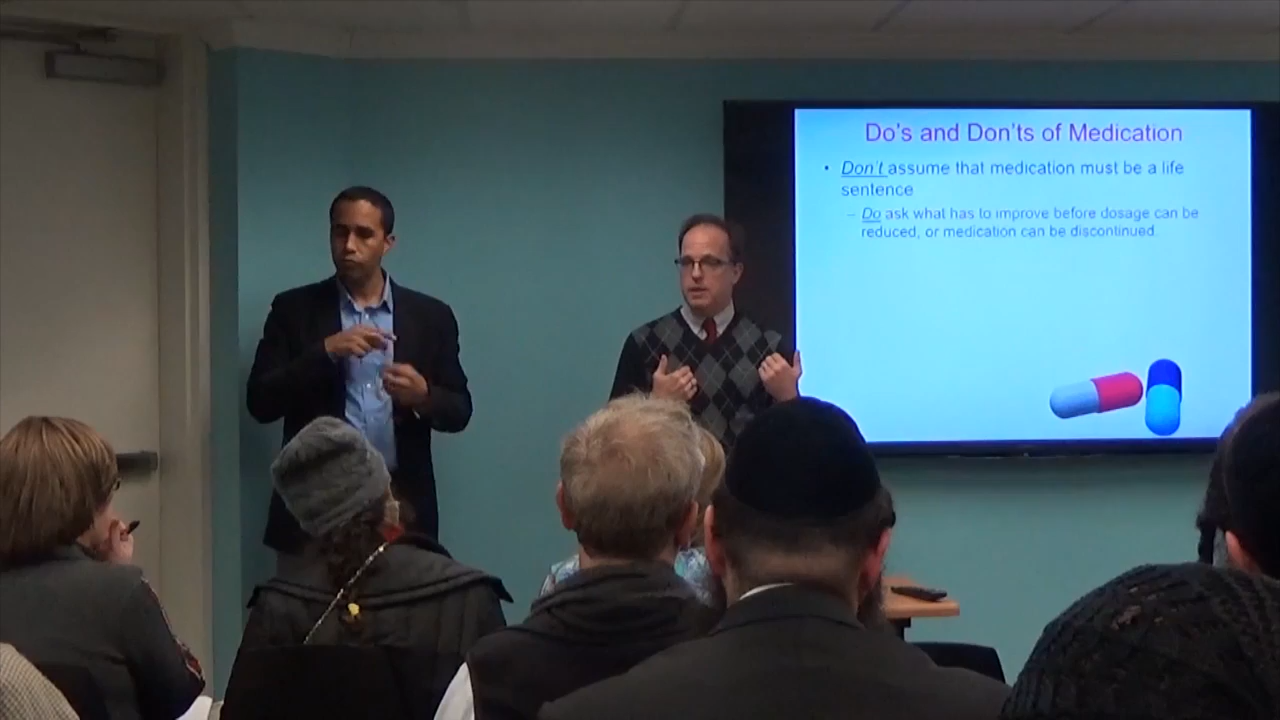 Do's and Don'ts of Medication
• Don't assume that medication must be a life
sentence
– Do ask what has to improve before dosage can be
reduced, or medication can be discontinued.